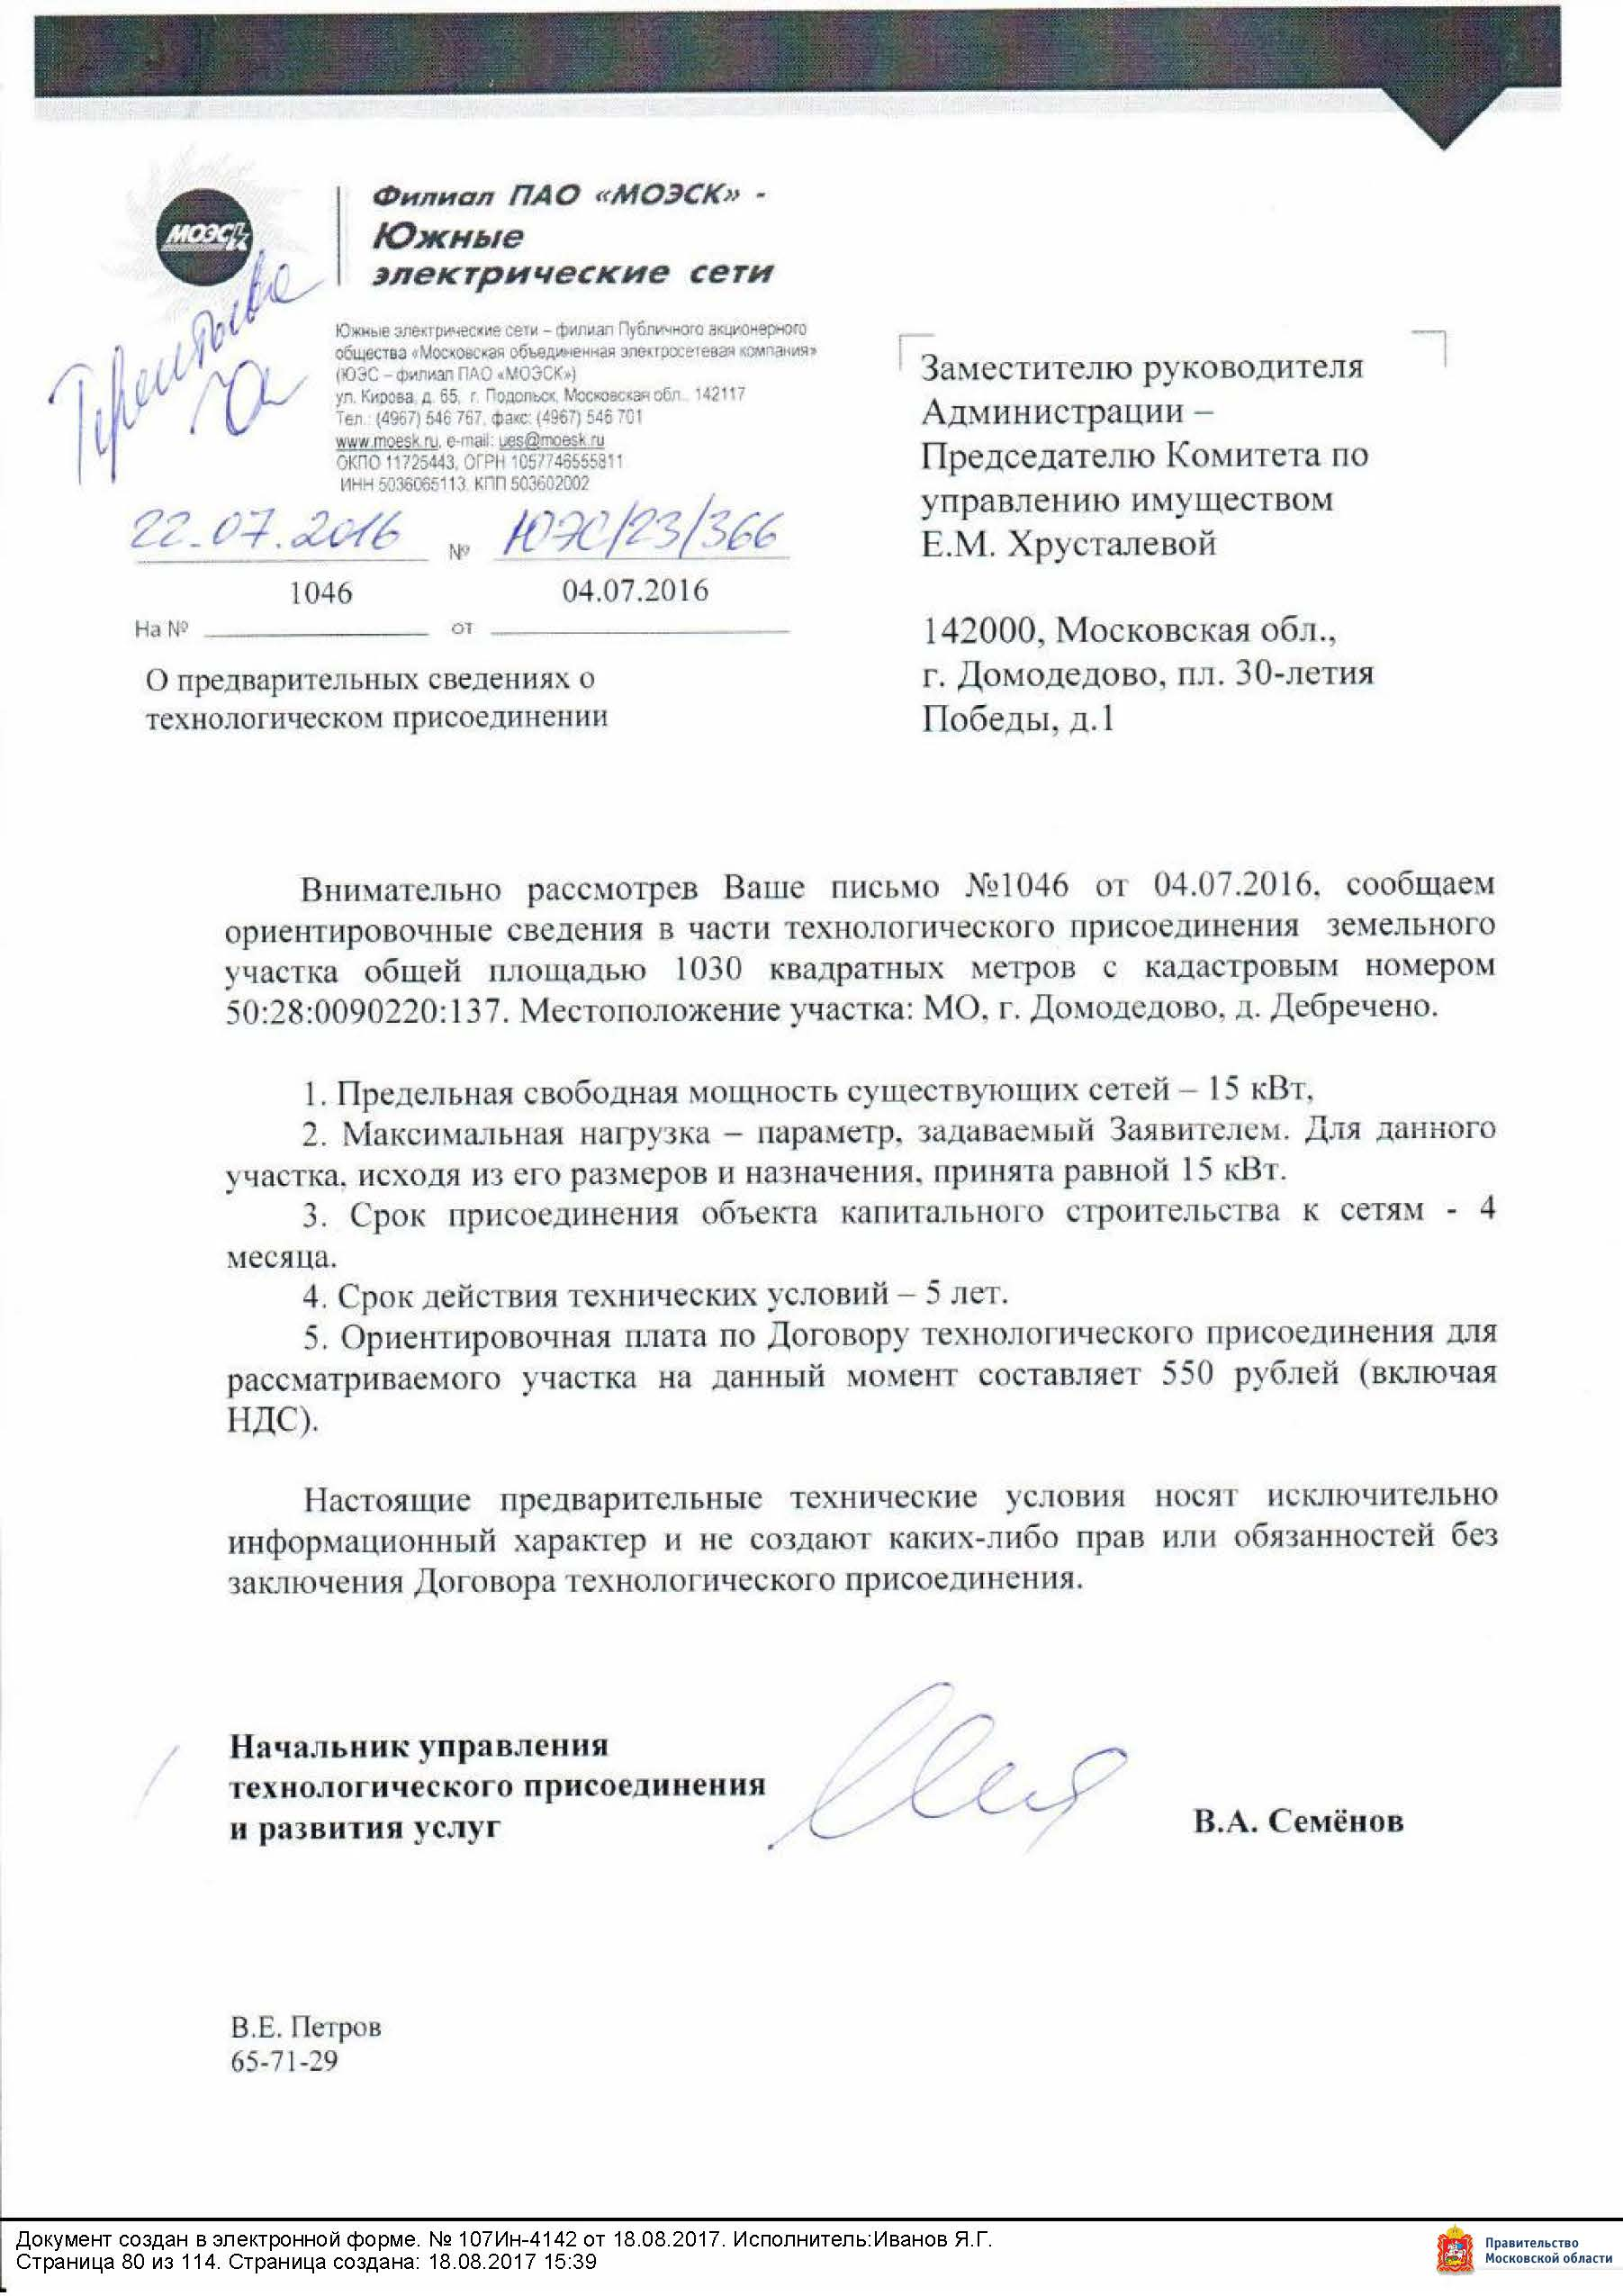 МОЭСК
Филиал ПАО «МОЭСК» -
Южные
электрические сети
Терентьева
Южные электрические сети – филиал Публичного акционерного
общества «Московская объединенная электросетевая компания»
(ЮЭС – филиал ПАО «МОЭСК»)
ул. Кирова, д. 65, г. Подольск, Московская обл., 142117
Тел.: (4967) 546 767, факс: (4967) 546 701
www.moesk.ru, e-mail: ues@moesk.ru
ОКПО 11725443, ОГРН 1057746555811
ИНН 5036065113, КПП 503602002
22.07.2016 № ЮЭС/23/366
1046 04.07.2016
На № от
О предварительных сведениях о
технологическом присоединении
Заместителю руководителя
Администрации –
Председателю Комитета по
управлению имуществом
Е.М. Хрусталевой
142000, Московская обл.,
г. Домодедово, пл. 30-летия
Победы, д.1
Внимательно рассмотрев Ваше письмо №1046 от 04.07.2016, сообщаем
ориентировочные сведения в части технологического присоединения земельного
участка общей площадью 1030 квадратных метров с кадастровым номером
50:28:0090220:137. Местоположение участка: МО, г. Домодедово, д. Дебречено.
1. Предельная свободная мощность существующих сетей – 15 кВт,
2. Максимальная нагрузка – параметр, задаваемый Заявителем. Для данного
участка, исходя из его размеров и назначения, принята равной 15 кВт.
3. Срок присоединения объекта капитального строительства к сетям - 4
месяца.
4. Срок действия технических условий – 5 лет.
5. Ориентировочная плата по Договору технологического присоединения для
рассматриваемого участка на данный момент составляет 550 рублей (включая
НДС).
Настоящие предварительные технические условия носят исключительно
информационный характер и не создают каких-либо прав или обязанностей без
заключения Договора технологического присоединения.
Начальник управления
технологического присоединения
и развития услуг
В.А. Семёнов
В.Е. Петров
65-71-29
Документ создан в электронной форме. № 107Ин-4142 от 18.08.2017. Исполнитель:Иванов Я.Г.
Страница 80 из 114. Страница создана: 18.08.2017 15:39
Правительство
Московской области